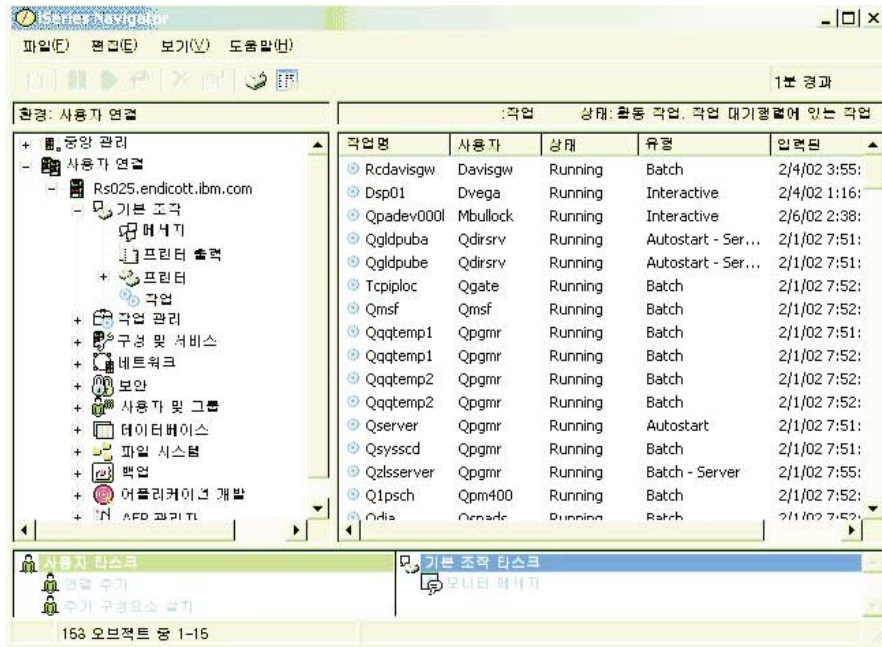 iSeries Navigator
파일(F) 편집(E) 보기(V) 도움말(H)
1분 경과
환경: 사용자 연결
:작업 상태: 활동 작업, 작업 대기행렬에 있는 작업
중앙 관리
사용자 연결
Rs025.endicott.ibm.com
기본 조작
메세지
프린터 출력
프린터
작업
작업 관리
구성 및 서비스
네트워크
보안
사용자 및 그룹
데이터베이스
파일 시스템
백업
어플리케이션 개발
AFP 관리자
작업명 사용자 상태 유형 입력된
Rcdavisgw Davisgw Running Batch 2/4/02 3:55:
Dsp01 Dvega Running Interactive 2/4/02 1:16:
Qpadev000l Mbullock Running Interactive 2/6/02 2:38:
Qgldpuba Qdirsrv Running Autostart - Ser... 2/1/02 7:51:
Qgldpube Qdirsrv Running Autostart - Ser... 2/1/02 7:51:
Tcpiploc Qgate Running Batch 2/1/02 7:52:
Qmsf Qmsf Running Batch 2/1/02 7:52:
Qqqtemp1 Qpgmr Running Batch 2/1/02 7:51:
Qqqtemp1 Qpgmr Running Batch 2/1/02 7:52:
Qqqtemp2 Qpgmr Running Batch 2/1/02 7:52:
Qqqtemp2 Qpgmr Running Batch 2/1/02 7:52:
Qserver Qpgmr Running Autostart 2/1/02 7:51:
Qsysscd Qpgmr Running Batch 2/1/02 7:51:
Qzlsserver Qpgmr Running Batch - Server 2/1/02 7:55:
Q1psch Qpm400 Running Batch 2/1/02 7:52:
Qdia Qsnads Running Batch 2/1/02 7:52:
사용자 타스크
연결 추가
추가 구성요소 설치
기본 조작 타스크
모니터 메세지
153 오브젝트 중 1-15